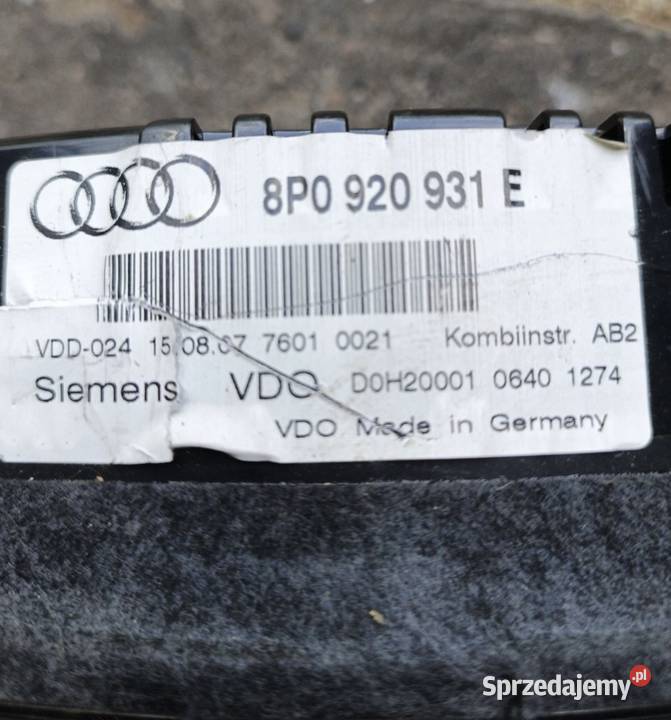 8P0 920 931 E
VDD-024 15.08.07 7601 0021 Kombiinstr. AB2
Siemens VDO D0H20001 0640 1274
VDO Made in Germany
Sprzedajemy.pl